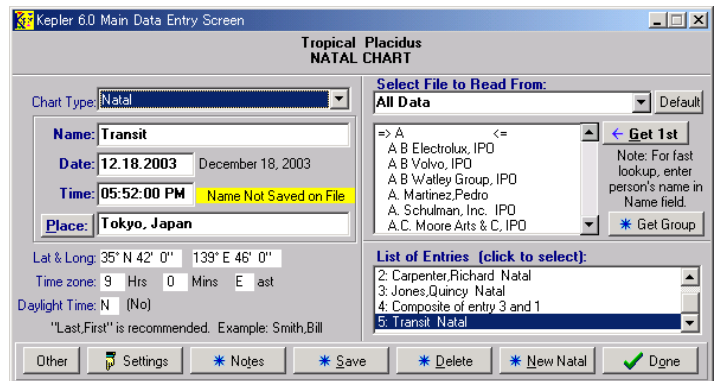 Kepler 6.0 Main Data Entry Screen
Tropical Placidus
NATAL CHART
Chart Type: Natal
Name: Transit
Date: 12.18.2003 December 18, 2003
Time: 05:52:00 PM Name Not Saved on File
Place: Tokyo, Japan
Lat & Long: 35° N 42' 0" 139° E 46' 0"
Time zone: 9 Hrs 0 Mins E ast
Daylight Time: N (No)
"Last,First" is recommended. Example: Smith,Bill
Select File to Read From:
All Data Default
=> A <=
A B Electrolux, IPO
A B Volvo, IPO
A B Watley Group, IPO
A. Martinez,Pedro
A. Schulman, Inc. IPO
A.C. Moore Arts & C, IPO
Get 1st
Note: For fast
lookup, enter
person's name in
Name field.
Get Group
List of Entries (click to select):
2: Carpenter,Richard Natal
3: Jones,Quincy Natal
4: Composite of entry 3 and 1
5: Transit Natal
Other Settings Notes Save Delete New Natal Done